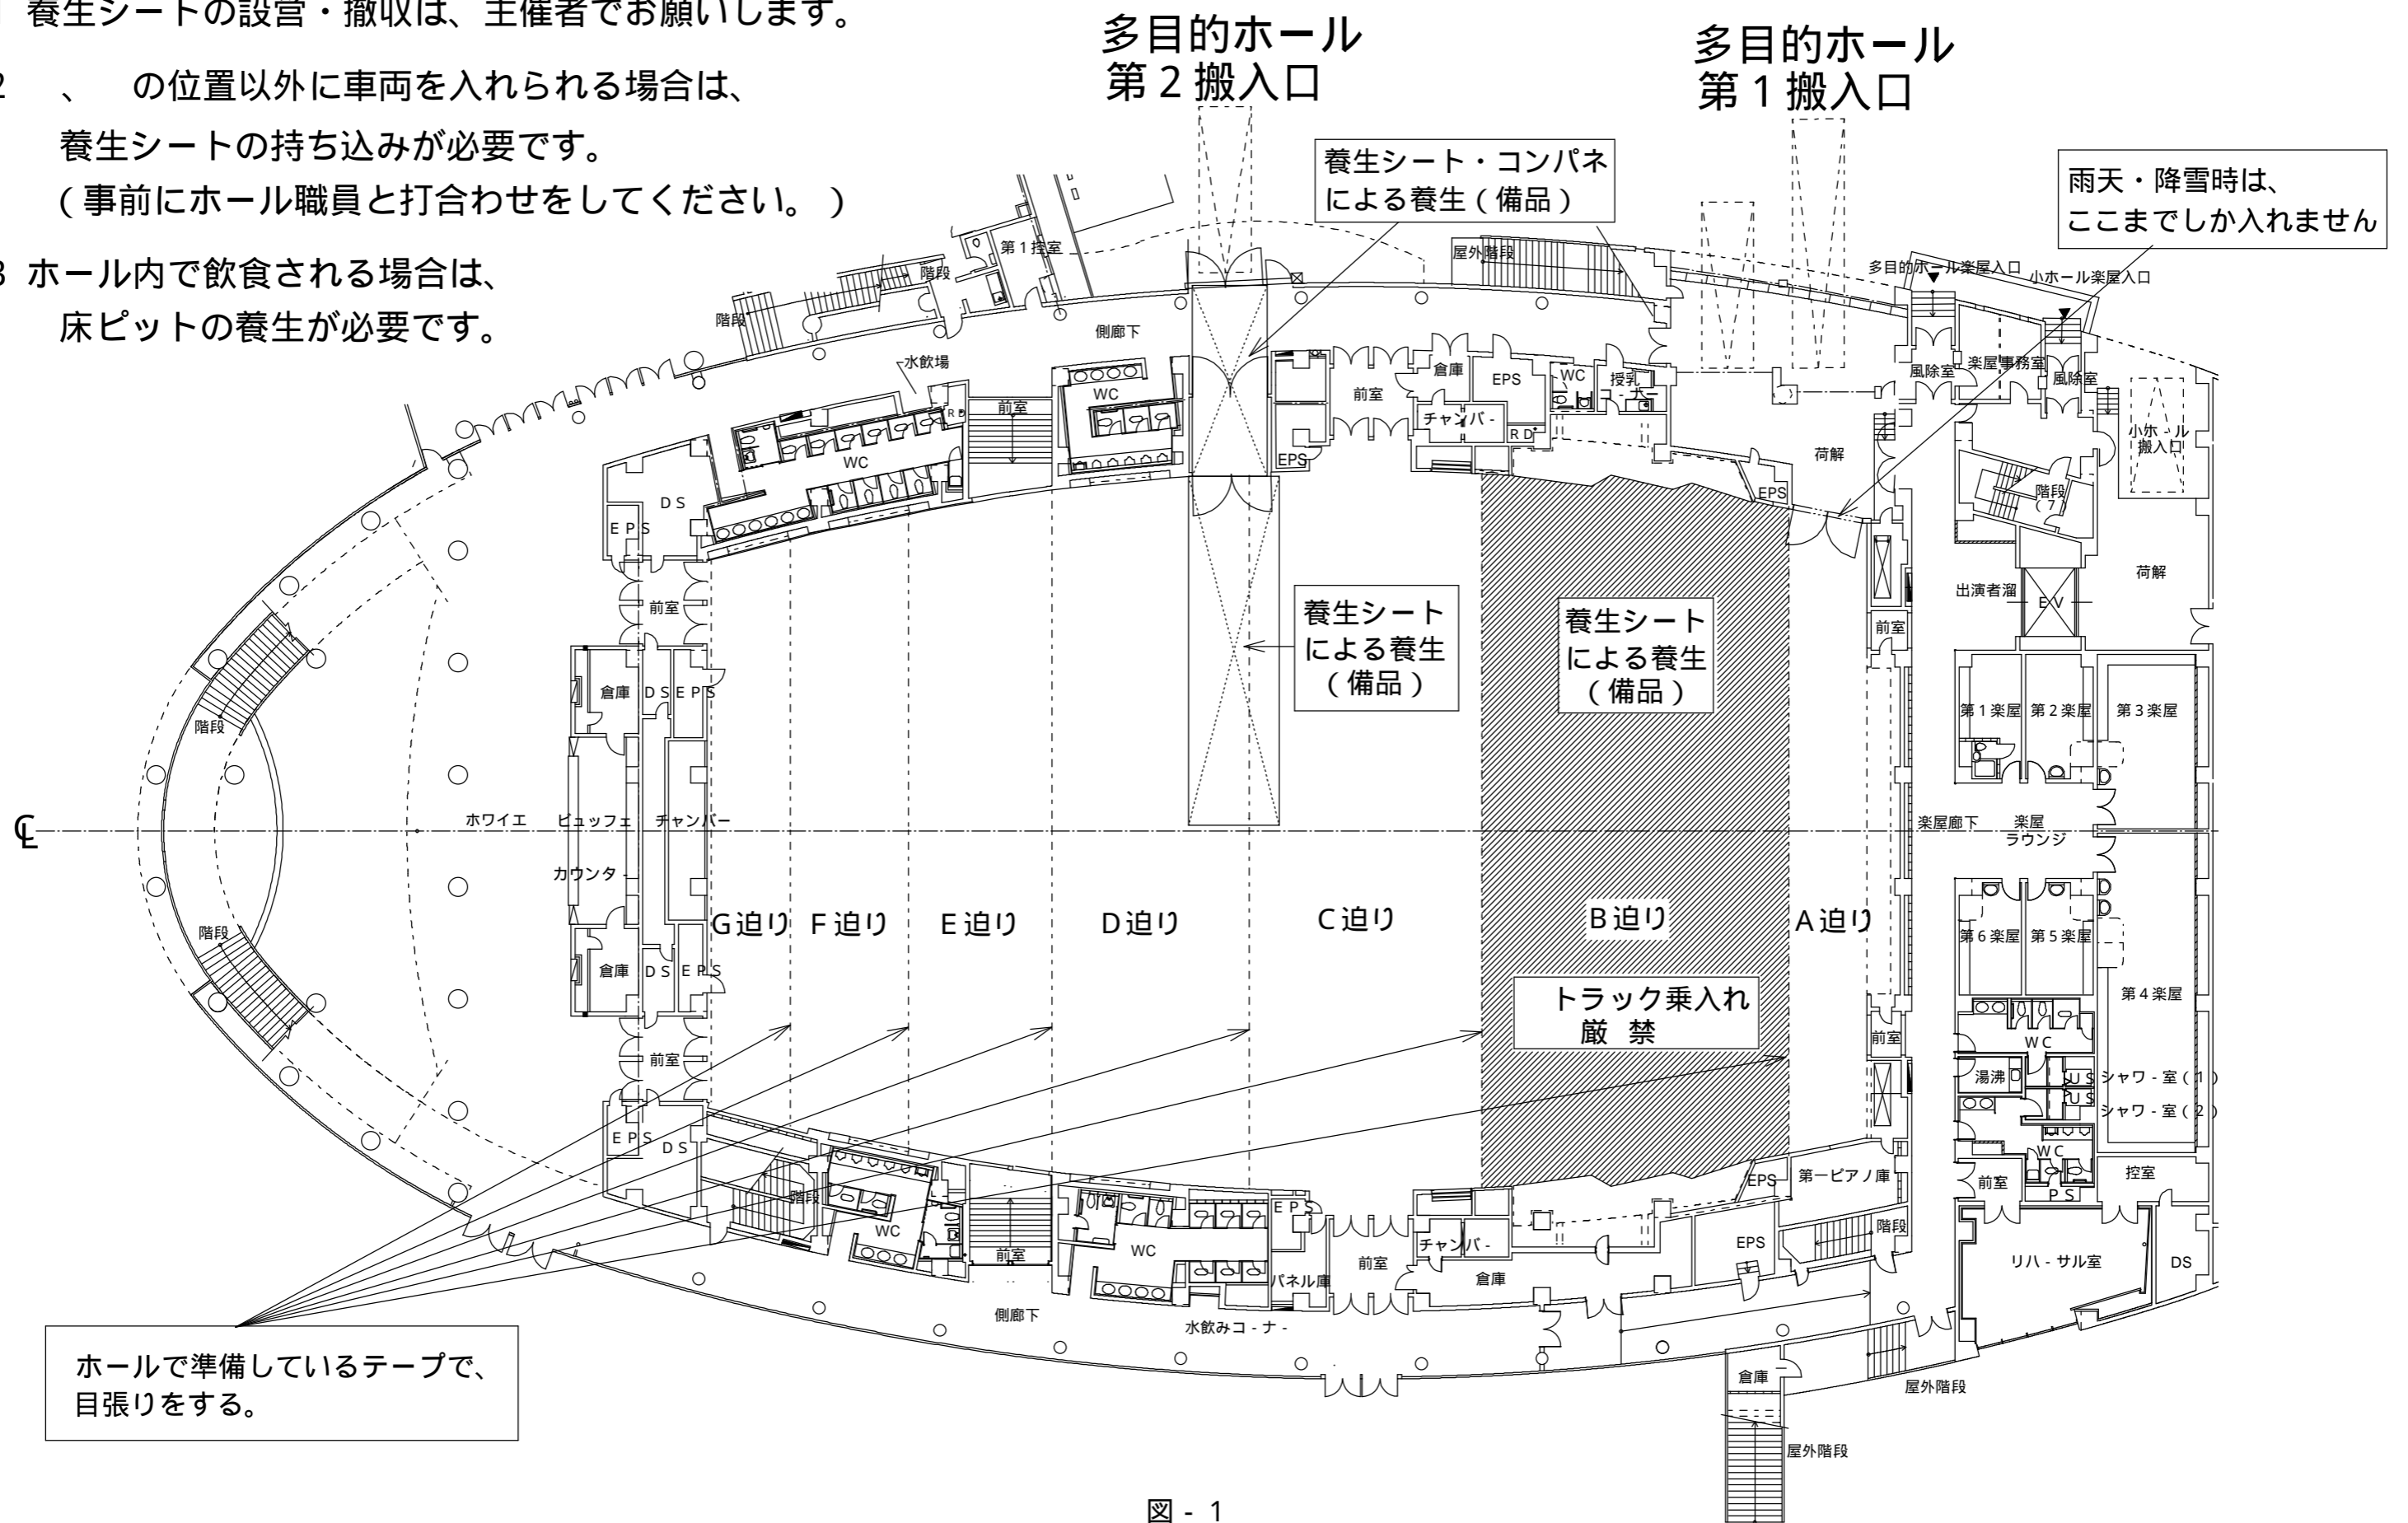 養生シートの設営・撤収は、主催者でお願いします。
2 、 の位置以外に車両を入れられる場合は、
養生シートの持ち込みが必要です。
(事前にホール職員と打合わせをしてください。)
3 ホール内で飲食される場合は、
床ピットの養生が必要です。
多目的ホール
第2搬入口
多目的ホール
第1搬入口
養生シート・コンパネ
による養生(備品)
雨天・降雪時は、
ここまでしか入れません
第1控室
階段
階段
屋外階段
多目的ホール楽屋入口
小ホール楽屋入口
側廊下
水飲場
WC
前室
RD
WC
DS
EPS
EPS
前室
倉庫
EPS
WC
授乳
コ-ナー
チャンバ-
RD
荷解
EPS
風除室
楽屋事務室
風除室
小ホ-ル
搬入口
階段
(7)
荷解
出演者溜
EV
前室
前室
倉庫
DS
EPS
階段
養生シート
による養生
(備品)
養生シート
による養生
(備品)
第1楽屋
第2楽屋
第3楽屋
℄
ホワイエ
ビュッフェ
チャンバー
カウンタ-
楽屋廊下
楽屋
ラウンジ
G迫り
F迫り
E迫り
D迫り
C迫り
B迫り
A迫り
階段
倉庫
DS
EPS
第6楽屋
第5楽屋
第4楽屋
トラック乗入れ
厳 禁
前室
前室
WC
湯沸
US
シャワ-室(1)
US
シャワ-室(2)
WC
EPS
DS
階段
WC
前室
WC
EPS
パネル庫
前室
チャンバ-
倉庫
EPS
EPS
第一ピアノ庫
階段
前室
PS
控室
リハ-サル室
DS
側廊下
水飲みコ-ナ-
倉庫
屋外階段
屋外階段
ホールで準備しているテープで、
目張りをする。
図-1